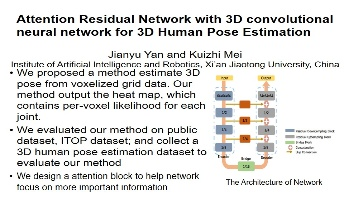 Attention Residual Network with 3D convolutional
neural network for 3D Human Pose Estimation
Jianyu Yan and Kuizhi Mei
Institute of Artificial Intelligence and Robotics, Xi'an Jiaotong University, China
• We proposed a method estimate 3D
pose from voxelized grid data. Our
method output the heat map, which
contains per-voxel likelihood for each
joint.
• We evaluated our method on public
dataset, ITOP dataset; and collect a
3D human pose estimation dataset to
evaluate our method
• We design a attention block to help network
focus on more important information
Encoder
Bridge
Decoder
The Architecture of Network